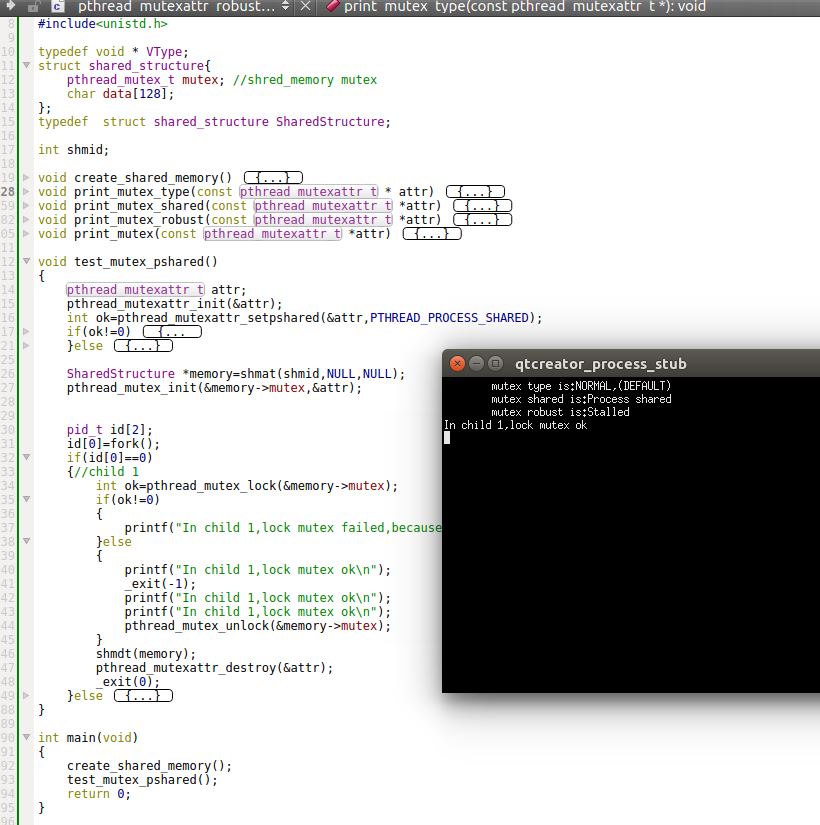 pthread_mutexattr_robust... print_mutex_type(const pthread_mutexattr_t *): void
8 #include<unistd.h>
9
10 typedef void * VType;
11 struct shared_structure{
12 pthread_mutex_t mutex; //shred_memory mutex
13 char data[128];
14 };
15 typedef  struct shared_structure SharedStructure;
16
17 int shmid;
18
19 void create_shared_memory() {...}
28 void print_mutex_type(const pthread_mutexattr_t * attr) {...}
59 void print_mutex_shared(const pthread_mutexattr_t *attr) {...}
82 void print_mutex_robust(const pthread_mutexattr_t *attr) {...}
05 void print_mutex(const pthread_mutexattr_t *attr) {...}
11
12 void test_mutex_pshared()
13 {
14 pthread_mutexattr_t attr;
15 pthread_mutexattr_init(&attr);
16 int ok=pthread_mutexattr_setpshared(&attr,PTHREAD_PROCESS_SHARED);
17 if(ok!=0) {...
21 }else {...}
25
26 SharedStructure *memory=shmat(shmid,NULL,NULL);
27 pthread_mutex_init(&memory->mutex,&attr);
28
29
30 pid_t id[2];
31 id[0]=fork();
32 if(id[0]==0)
33 {//child 1
34 int ok=pthread_mutex_lock(&memory->mutex);
35 if(ok!=0)
36 {
37 printf("In child 1,lock mutex failed,because
38 }else
39 {
40 printf("In child 1,lock mutex ok\n");
41 _exit(-1);
42 printf("In child 1,lock mutex ok\n");
43 printf("In child 1,lock mutex ok\n");
44 pthread_mutex_unlock(&memory->mutex);
45 }
46 shmdt(memory);
47 pthread_mutexattr_destroy(&attr);
48 _exit(0);
49 }else {...}
88 }
89
90 int main(void)
91 {
92 create_shared_memory();
93 test_mutex_pshared();
94 return 0;
95 }
96
qtcreator_process_stub
mutex type is:NORMAL,(DEFAULT)
mutex shared is:Process shared
mutex robust is:Stalled
In child 1,lock mutex ok